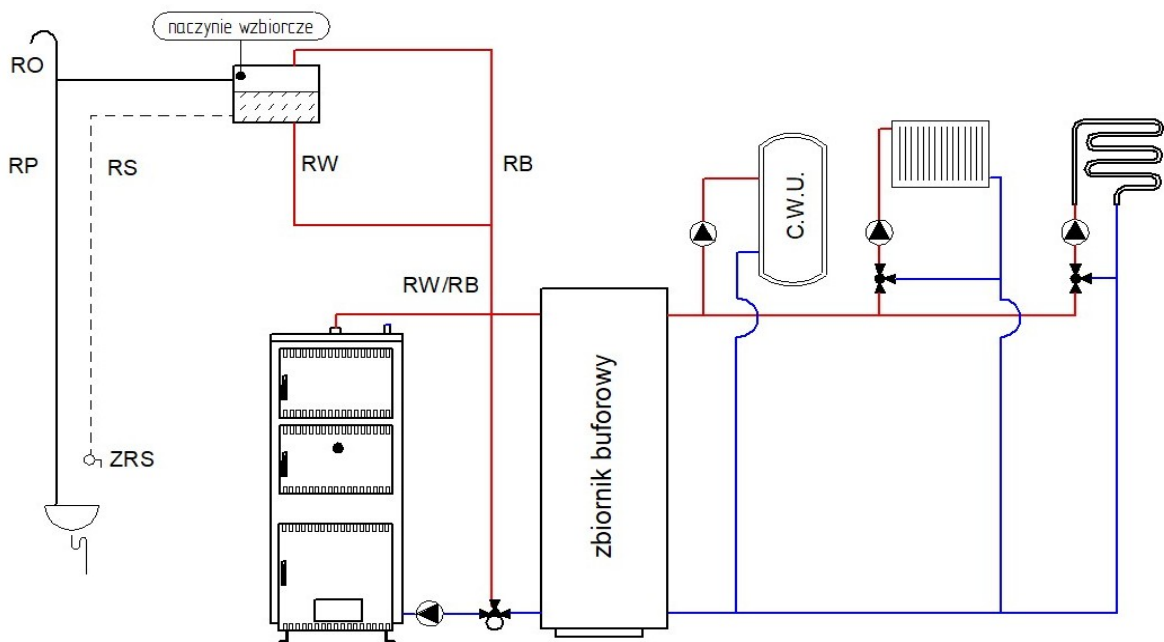 naczynie wzbiorcze
RO
RP
RS
RW
RB
C.W.U.
RW/RB
zbiornik buforowy
ZRS